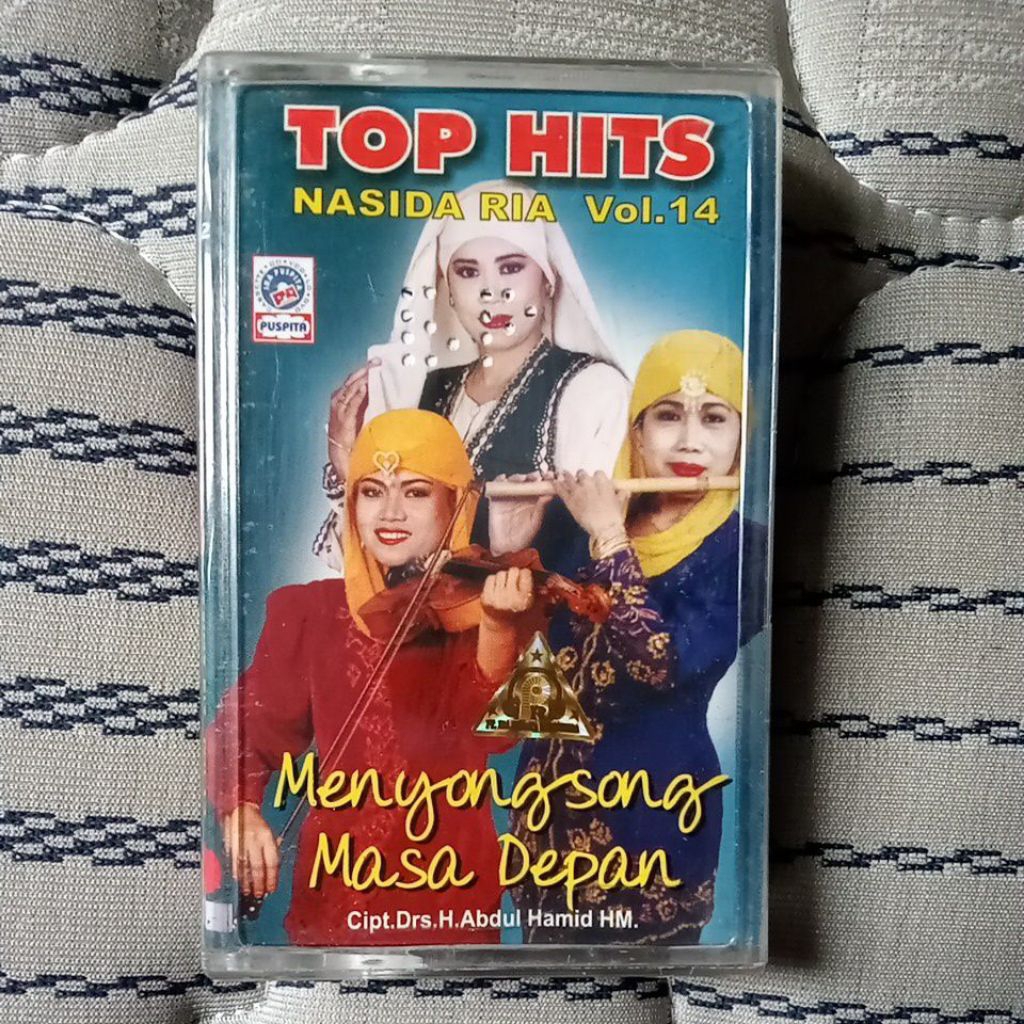 TOP HITS
NASIDA RIA Vol.14
PUSPITA
Menyongsong
Masa Depan
Cipt.Drs.H.Abdul Hamid HM.